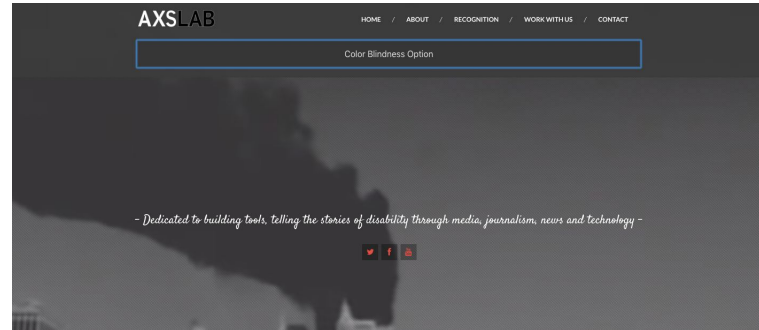 AXSLAB
HOME / ABOUT / RECOGNITION / WORK WITH US / CONTACT
Color Blindness Option
~ Dedicated to building tools, telling the stories of disability through media, journalism, news and technology ~